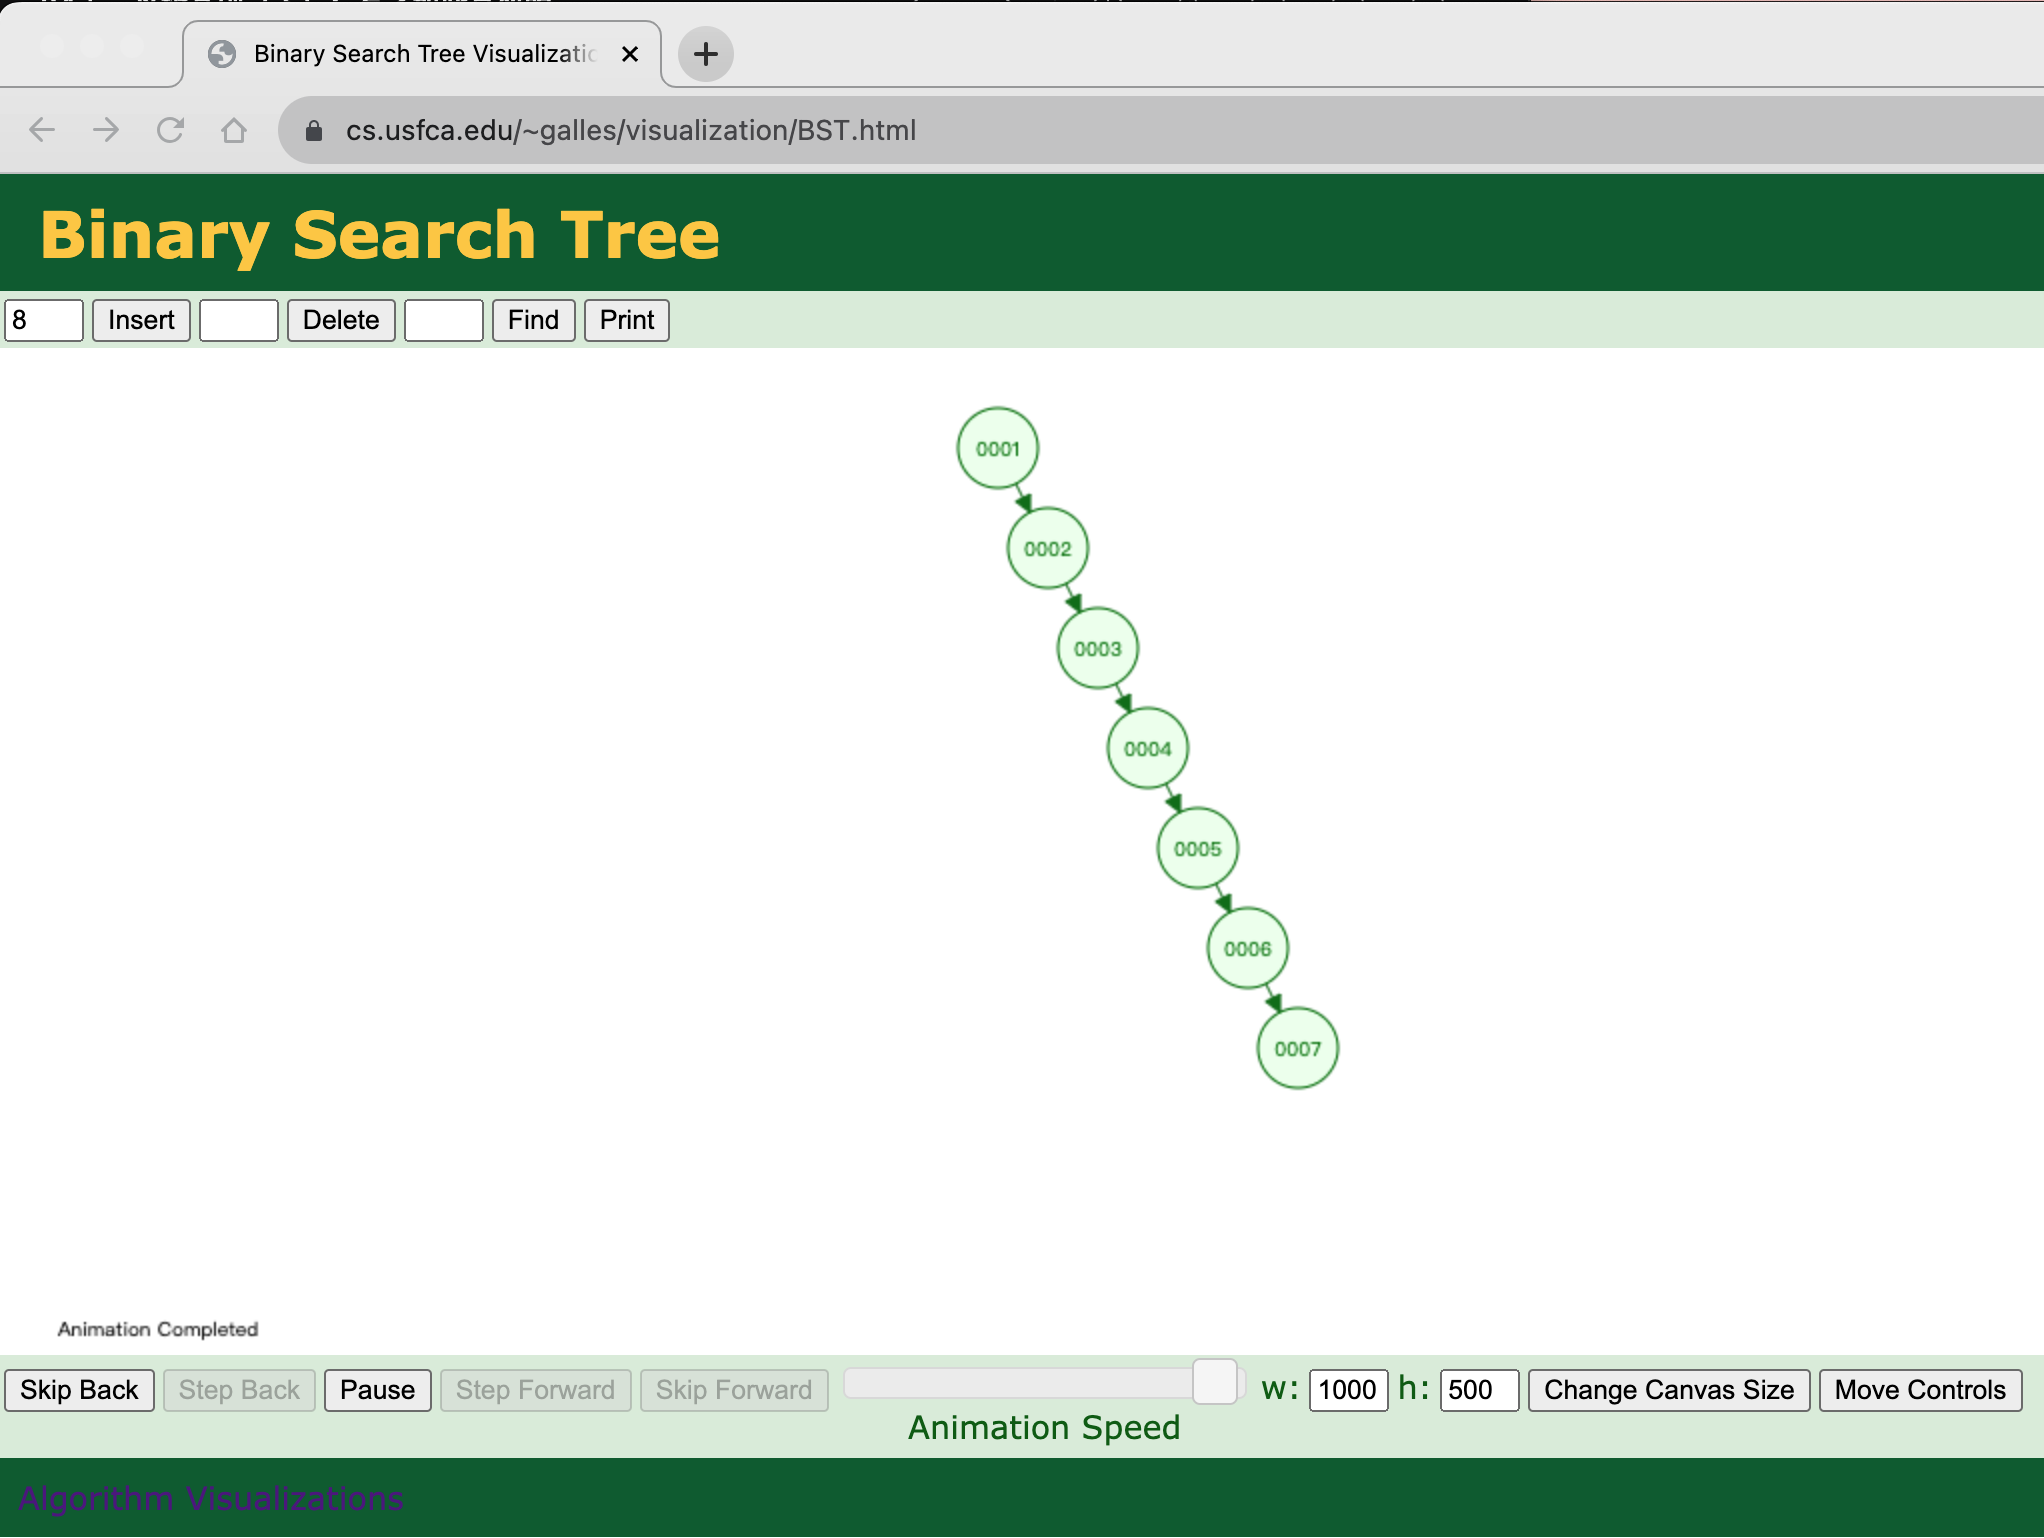 Binary Search Tree Visualizatio
cs.usfca.edu/~galles/visualization/BST.html
Binary Search Tree
8 Insert Delete Find Print
0001
0002
0003
0004
0005
0006
0007
Animation Completed
Skip Back Step Back Pause Step Forward Skip Forward w: 1000 h: 500 Change Canvas Size Move Controls
Animation Speed
Algorithm Visualizations